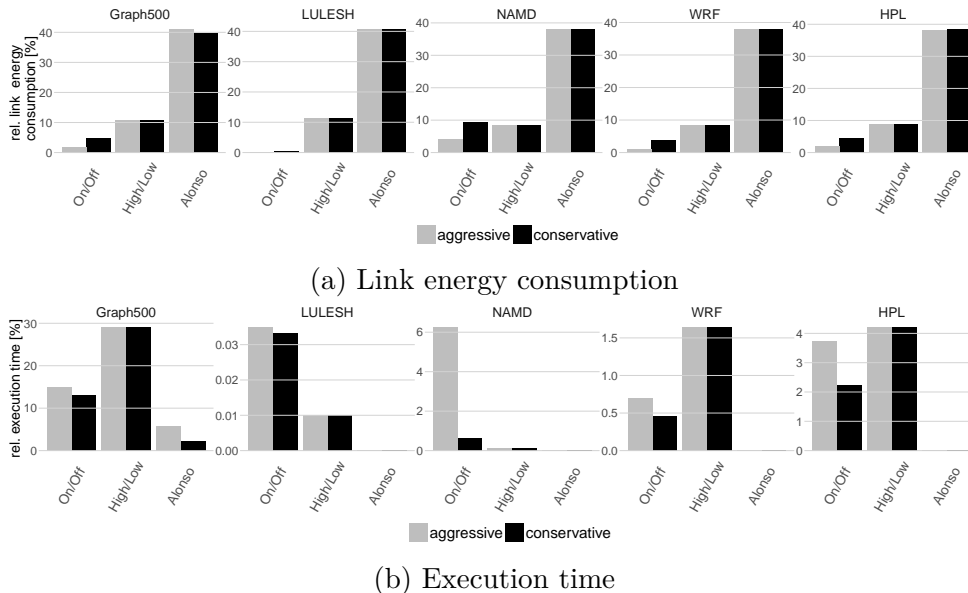 Graph500 LULESH NAMD WRF HPL
rel. link energy
consumption [%]
40 40 40 40 40
30 30 30 30 30
20 20 20 20 20
10 10 10 10 10
0 0 0 0 0
On/Off High/Low Alonso On/Off High/Low Alonso On/Off High/Low Alonso On/Off High/Low Alonso On/Off High/Low Alonso
aggressive conservative
(a) Link energy consumption
Graph500 LULESH NAMD WRF HPL
rel. execution time [%]
30 0.03 6 1.5 4
20 0.02 4 1.0 3
10 0.01 2 0.5 2
0 0.00 0 0.0 1
0
On/Off High/Low Alonso On/Off High/Low Alonso On/Off High/Low Alonso On/Off High/Low Alonso On/Off High/Low Alonso
aggressive conservative
(b) Execution time